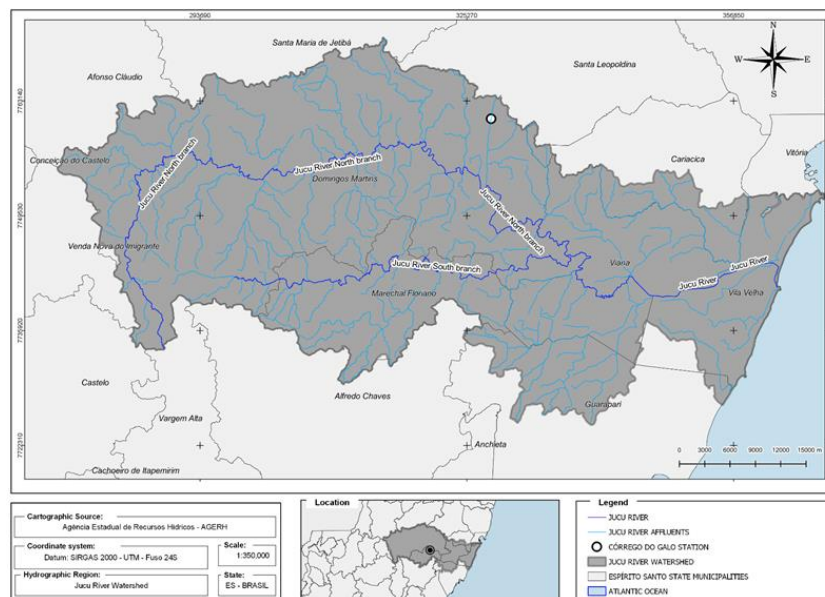 293690 325270 356850
Santa Maria de Jetibá
N
Afonso Cláudio
Santa Leopoldina
W E
S
7763140
Conceição do Castelo
Jucu River North branch
Jucu River North branch
Domingos Martins
Cariacica
Vitória
Jucu River North branch
Venda Nova do Imigrante
Jucu River South branch
Viana
Jucu River
Jucu River
Marechal Floriano
Vila Velha
Castelo
Alfredo Chaves
Guarapari
Vargem Alta
Anchieta
Cachoeiro de Itapemirim
0 3000 6000 9000 12000 15000 m
Cartographic Source:
Agência Estadual de Recursos Hídricos - AGERH
Coordinate system:
Datum: SIRGAS 2000 - UTM - Fuso 24S
Scale:
1:350,000
Hydrographic Region:
Jucu River Watershed
State:
ES - BRASIL
Location
Legend
JUCU RIVER
JUCU RIVER AFFLUENTS
CÓRREGO DO GALO STATION
JUCU RIVER WATERSHED
ESPÍRITO SANTO STATE MUNICIPALITIES
ATLANTIC OCEAN